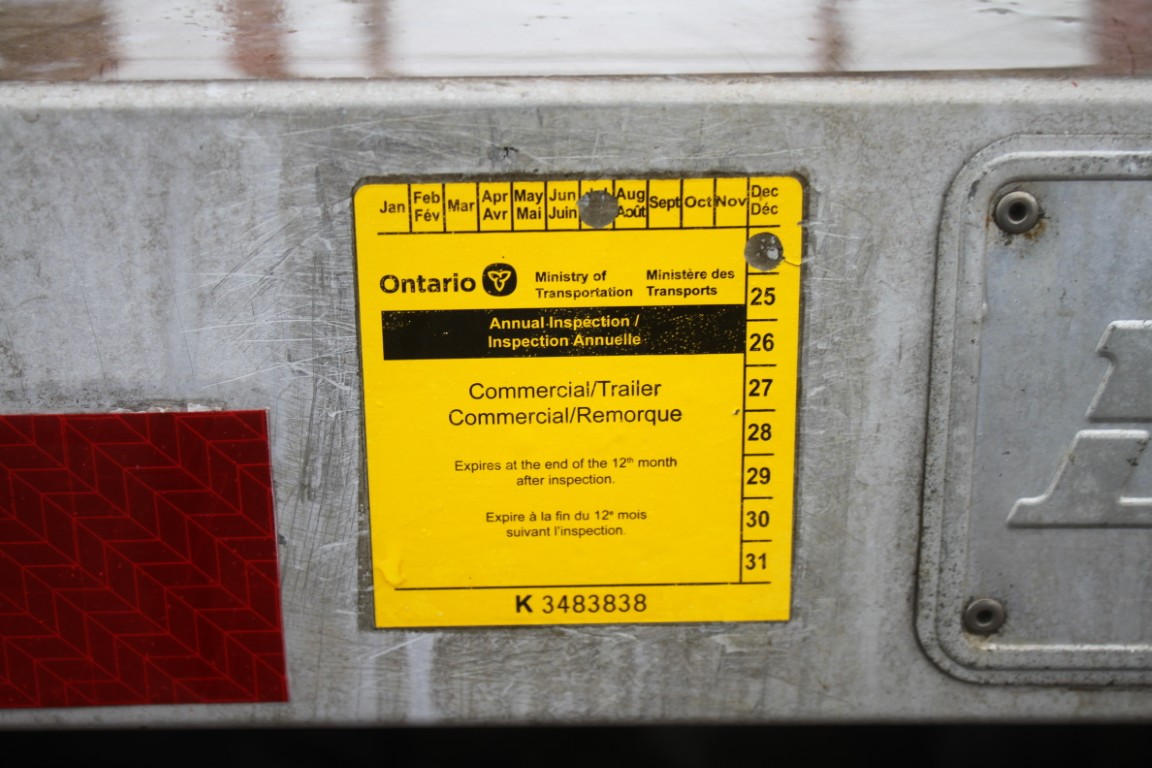 Jan Feb Mar Apr May Jun Aug Sept Oct Nov Dec
Fév Avr Mai Juin Août Déc
Ontario Ministry of Ministère des
Transportation Transports
25
Annual Inspection /
Inspection Annuelle
26
Commercial/Trailer
27
Commercial/Remorque
28
Expires at the end of the 12th month
after inspection.
29
Expire à la fin du 12e mois
suivant l'inspection.
30
31
K 3483838